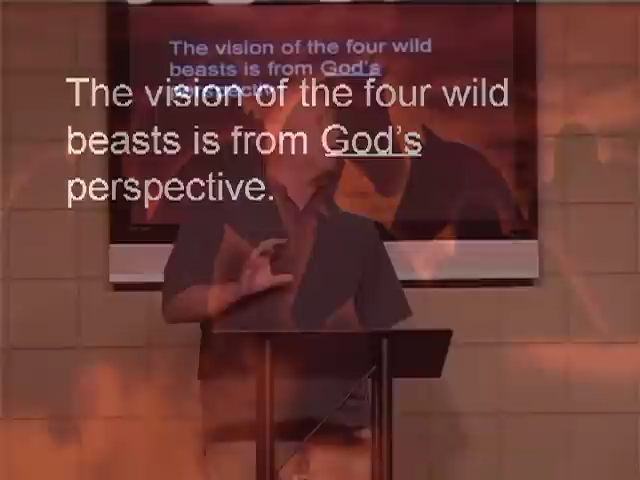 The vision of the four wild
beasts is from God's
The vision of the four wild
beasts is from God's
perspective.